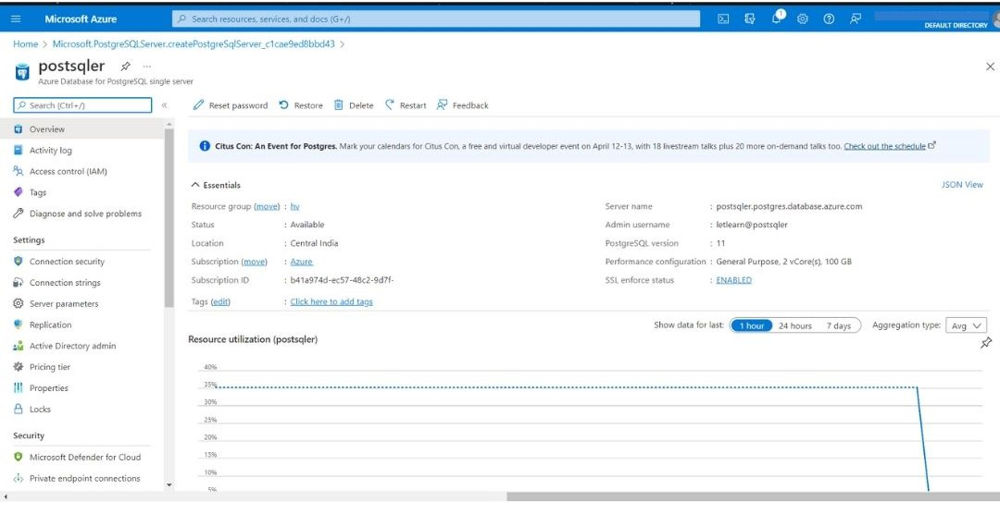 Microsoft Azure
Search resources, services, and docs (G+/)
1
DEFAULT DIRECTORY
Home > Microsoft.PostgreSQLServer.createPostgreSqlServer_c1cae9ed8bbd43 >
postsqler
Azure Database for PostgreSQL single server
Search (Ctrl+/)
Reset password Restore Delete Restart Feedback
Overview
Activity log
Access control (IAM)
Tags
Diagnose and solve problems
Settings
Connection security
Connection strings
Server parameters
Replication
Active Directory admin
Pricing tier
Properties
Locks
Security
Microsoft Defender for Cloud
Private endpoint connections
Citus Con: An Event for Postgres. Mark your calendars for Citus Con, a free and virtual developer event on April 12-13, with 18 livestream talks plus 20 more on-demand talks too. Check out the schedule
Essentials
JSON View
Resource group (move) : hv
Status : Available
Location : Central India
Subscription (move) : Azure
Subscription ID : b41a974d-ec57-48c2-9d7f-
Tags (edit) : Click here to add tags
Server name : postsqler.postgres.database.azure.com
Admin username : letlearn@postsqler
PostgreSQL version : 11
Performance configuration : General Purpose, 2 vCore(s), 100 GB
SSL enforce status : ENABLED
Show data for last: 1 hour 24 hours 7 days Aggregation type: Avg
Resource utilization (postsqler)
40%
35%
30%
25%
20%
15%
10%
5%